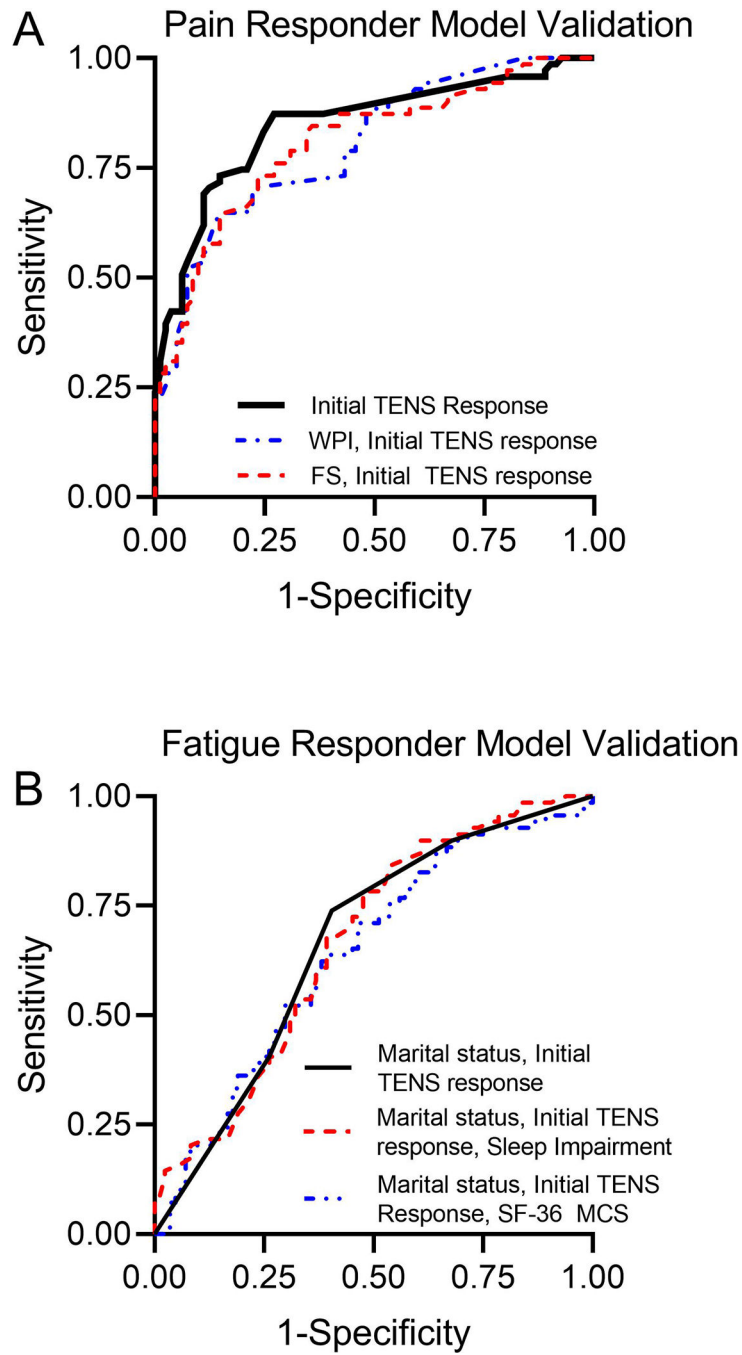 A
Pain Responder Model Validation
1.00
0.75
0.50
0.25
0.00
Sensitivity
Initial TENS Response
WPI, Initial TENS response
FS, Initial TENS response
0.00 0.25 0.50 0.75 1.00
1-Specificity
Fatigue Responder Model Validation
B
1.00
0.75
0.50
0.25
0.00
Sensitivity
Marital status, Initial
TENS response
Marital status, Initial TENS
response, Sleep Impairment
Marital status, Initial TENS
Response, SF-36 MCS
0.00 0.25 0.50 0.75 1.00
1-Specificity